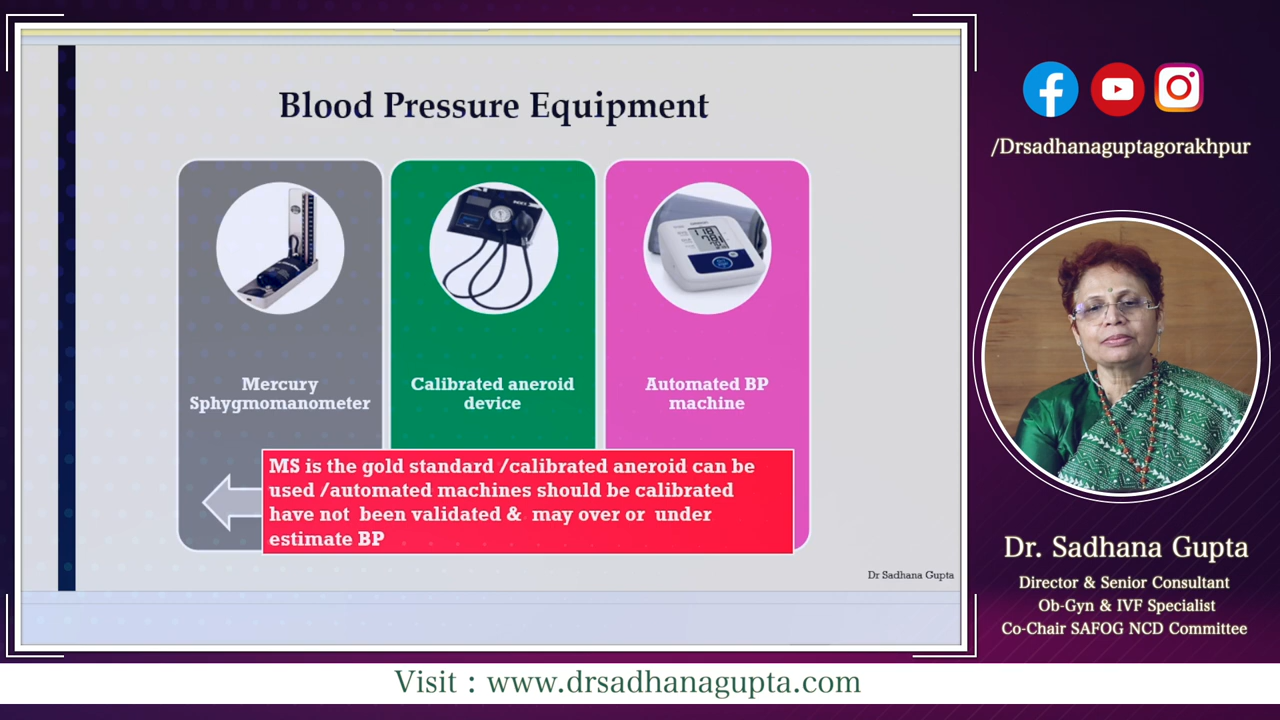 Blood Pressure Equipment
Mercury
Sphygmomanometer
Calibrated aneroid
device
Automated BP
machine
MS is the gold standard /calibrated aneroid can be
used /automated machines should be calibrated
have not been validated & may over or under
estimate BP
Dr Sadhana Gupta
/Drsadhanaguptagorakhpur
Dr. Sadhana Gupta
Director & Senior Consultant
Ob-Gyn & IVF Specialist
Co-Chair SAFOG NCD Committee
Visit : www.drsadhanagupta.com